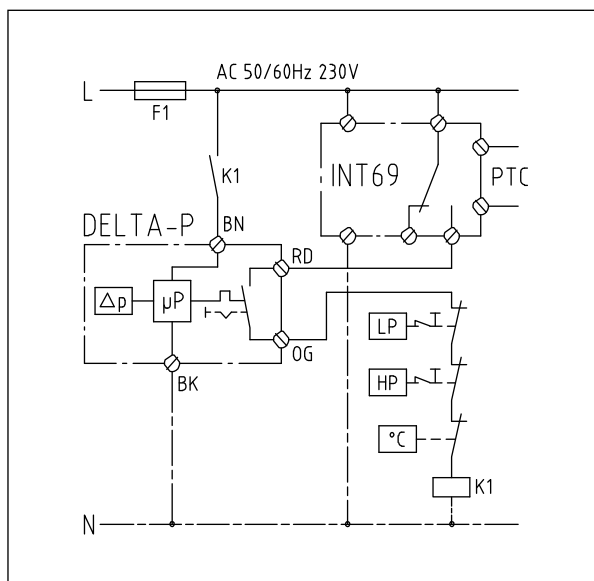 AC 50/60Hz 230V
L
F1
K1
INT69
PTC
DELTA-P
BN
RD
Δp
µP
LP
OG
BK
HP
°C
K1
N